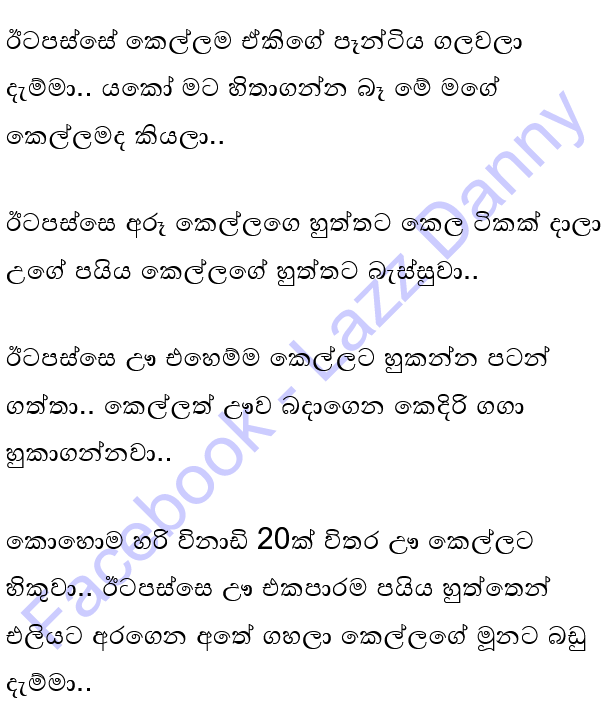 ඊටපස්සේ කෙල්ලම ඒකිගේ පැන්ටිය ගලවලා
දැම්මා.. යකෝ මට හිතාගන්න බෑ මේ මගේ
කෙල්ලමද කියලා..
ඊටපස්සෙ අරූ කෙල්ලගෙ හුත්තට කෙල ටිකක් දාලා
උගේ පයිය කෙල්ලගේ හුත්තට බැස්සුවා..
ඊටපස්සෙ ඌ එහෙම්ම කෙල්ලට හුකන්න පටන්
ගත්තා.. කෙල්ලත් ඌව බදාගෙන කෙදිරි ගගා
හුකාගන්නවා..
කොහොම හරි විනාඩි 20ක් විතර ඌ කෙල්ලට
හිකුවා.. ඊටපස්සෙ ඌ එකපාරම පයිය හුත්තෙන්
එලියට අරගෙන අතේ ගහලා කෙල්ලගේ මූනට බඩු
දැම්මා..
Facebook - Lazz Danny